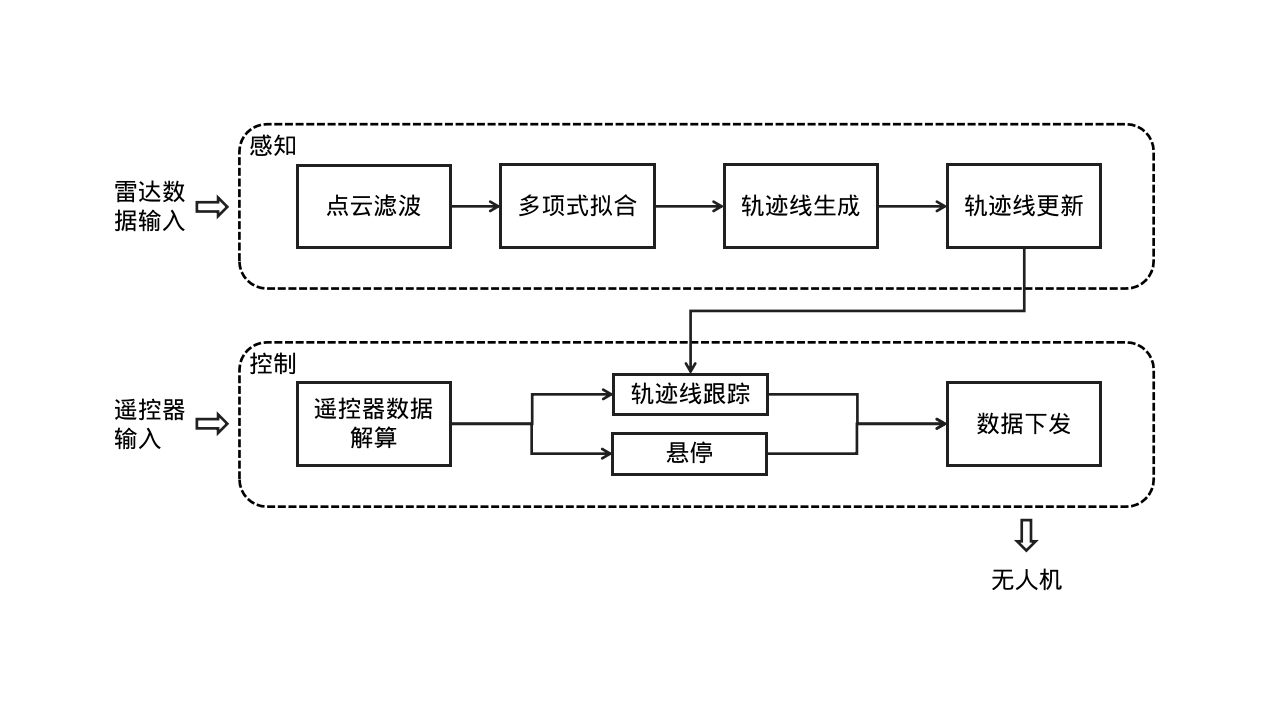 感知
雷达数
据输入
点云滤波
多项式拟合
轨迹线生成
轨迹线更新
控制
遥控器
输入
遥控器数据
解算
轨迹线跟踪
悬停
数据下发
无人机